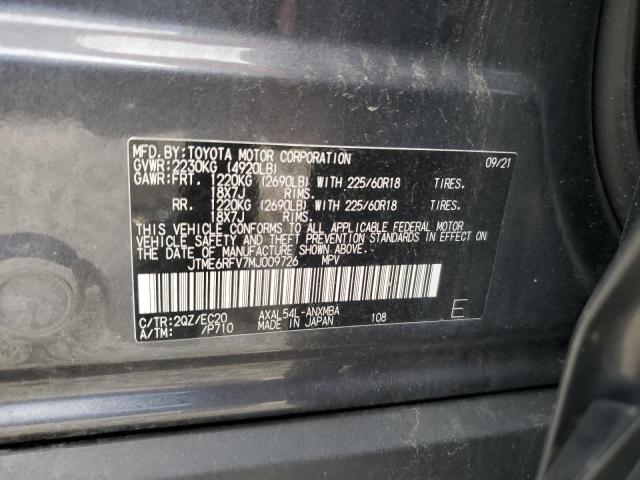 MFD.BY:TOYOTA MOTOR CORPORATION 09/21
GVWR:2230KG (4920LB)
GAWR:FRT. 1220KG (2690LB) WITH 225/60R18 TIRES.
18X7J RIMS.
RR. 1220KG (2690LB) WITH 225/60R18 TIRES.
18X7J RIMS.
THIS VEHICLE CONFORMS TO ALL APPLICABLE FEDERAL MOTOR
VEHICLE SAFETY AND THEFT PREVENTION STANDARDS IN EFFECT ON
THE DATE OF MANUFACTURE SHOWN ABOVE.
JTME6RFV7MJ009726 MPV
C/TR:2QZ/EC20 AXAL54L-ANXMBA
A/TM: /P710 MADE IN JAPAN 108 E